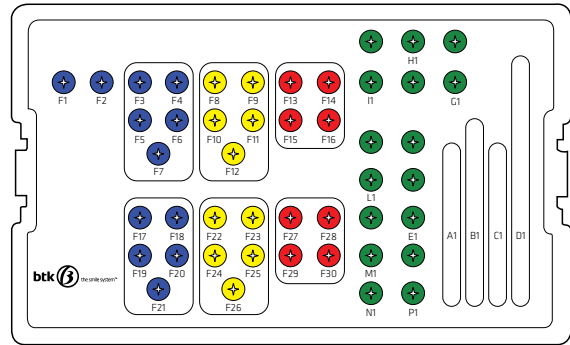 H1
F1 F2 F3 F4 F8 F9 F13 F14 I1 G1
F5 F6 F10 F11 F15 F16
F7 F12
L1
A1 B1 C1 D1
F17 F18 F22 F23 F27 F28 E1
F19 F20 F24 F25 F29 F30 M1
btk the smile system™
F21 F26 N1 P1